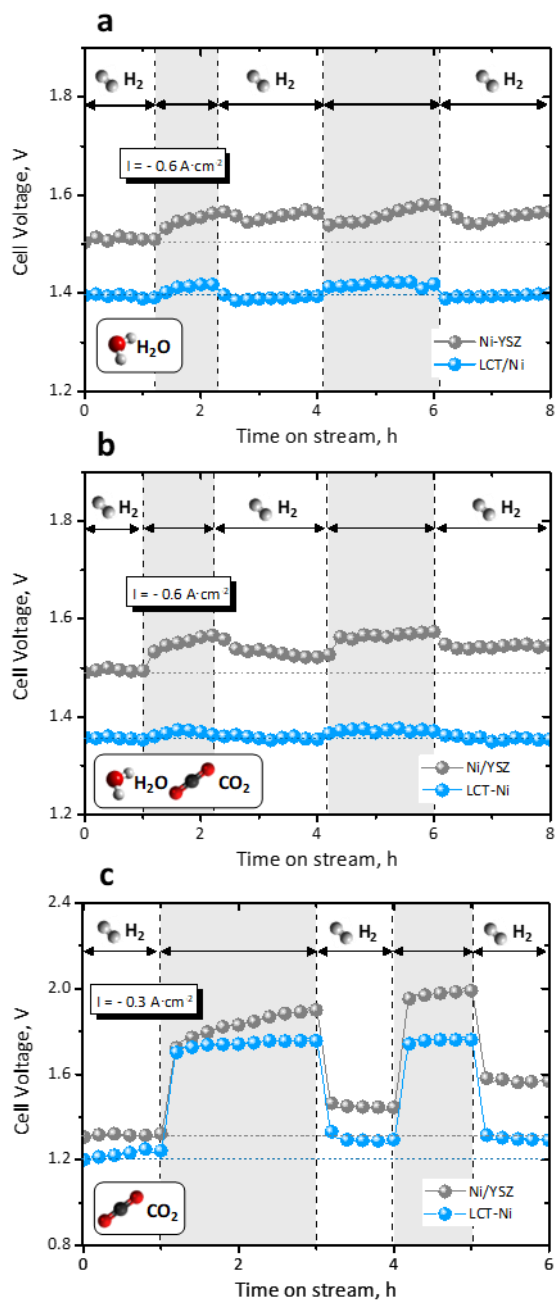 a
H₂ H₂ H₂
I = - 0.6 A·cm⁻²
Cell Voltage, V
1.8
1.6
1.4
1.2
H₂O
Ni-YSZ
LCT/Ni
0 2 4 6 8
Time on stream, h
b
H₂ H₂ H₂
I = - 0.6 A·cm⁻²
Cell Voltage, V
1.8
1.6
1.4
1.2
H₂O CO₂
Ni/YSZ
LCT-Ni
0 2 4 6 8
Time on stream, h
c
H₂ H₂ H₂
I = - 0.3 A·cm⁻²
Cell Voltage, V
2.4
2.0
1.6
1.2
0.8
CO₂
Ni/YSZ
LCT-Ni
0 2 4 6
Time on stream, h